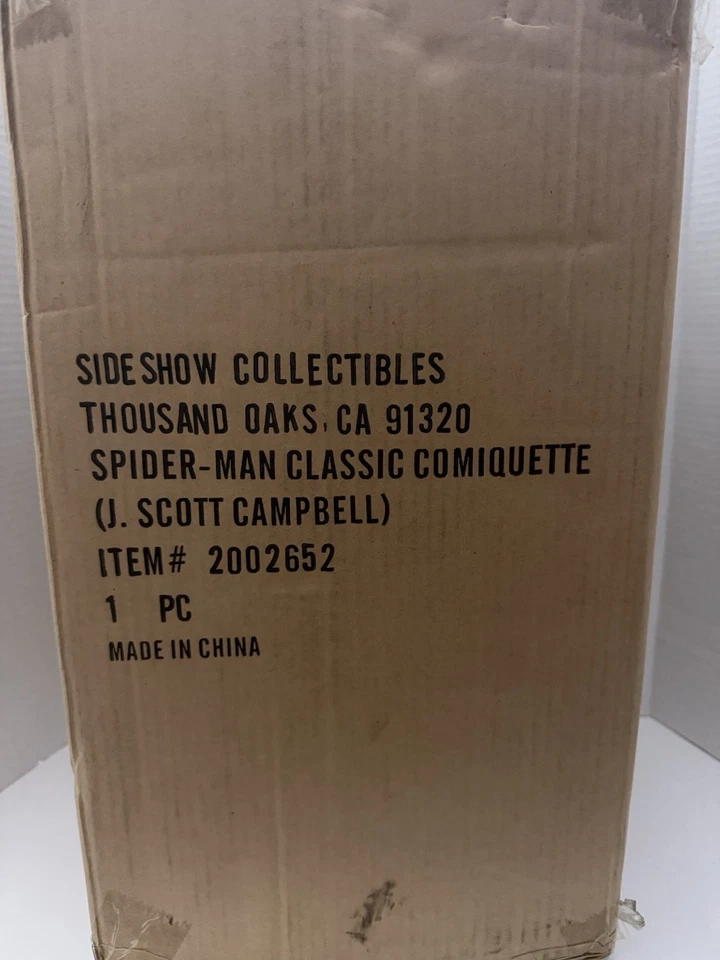 SIDESHOW COLLECTIBLES
THOUSAND OAKS, CA 91320
SPIDER-MAN CLASSIC COMIQUETTE
(J. SCOTT CAMPBELL)
ITEM# 2002652
1 PC
MADE IN CHINA